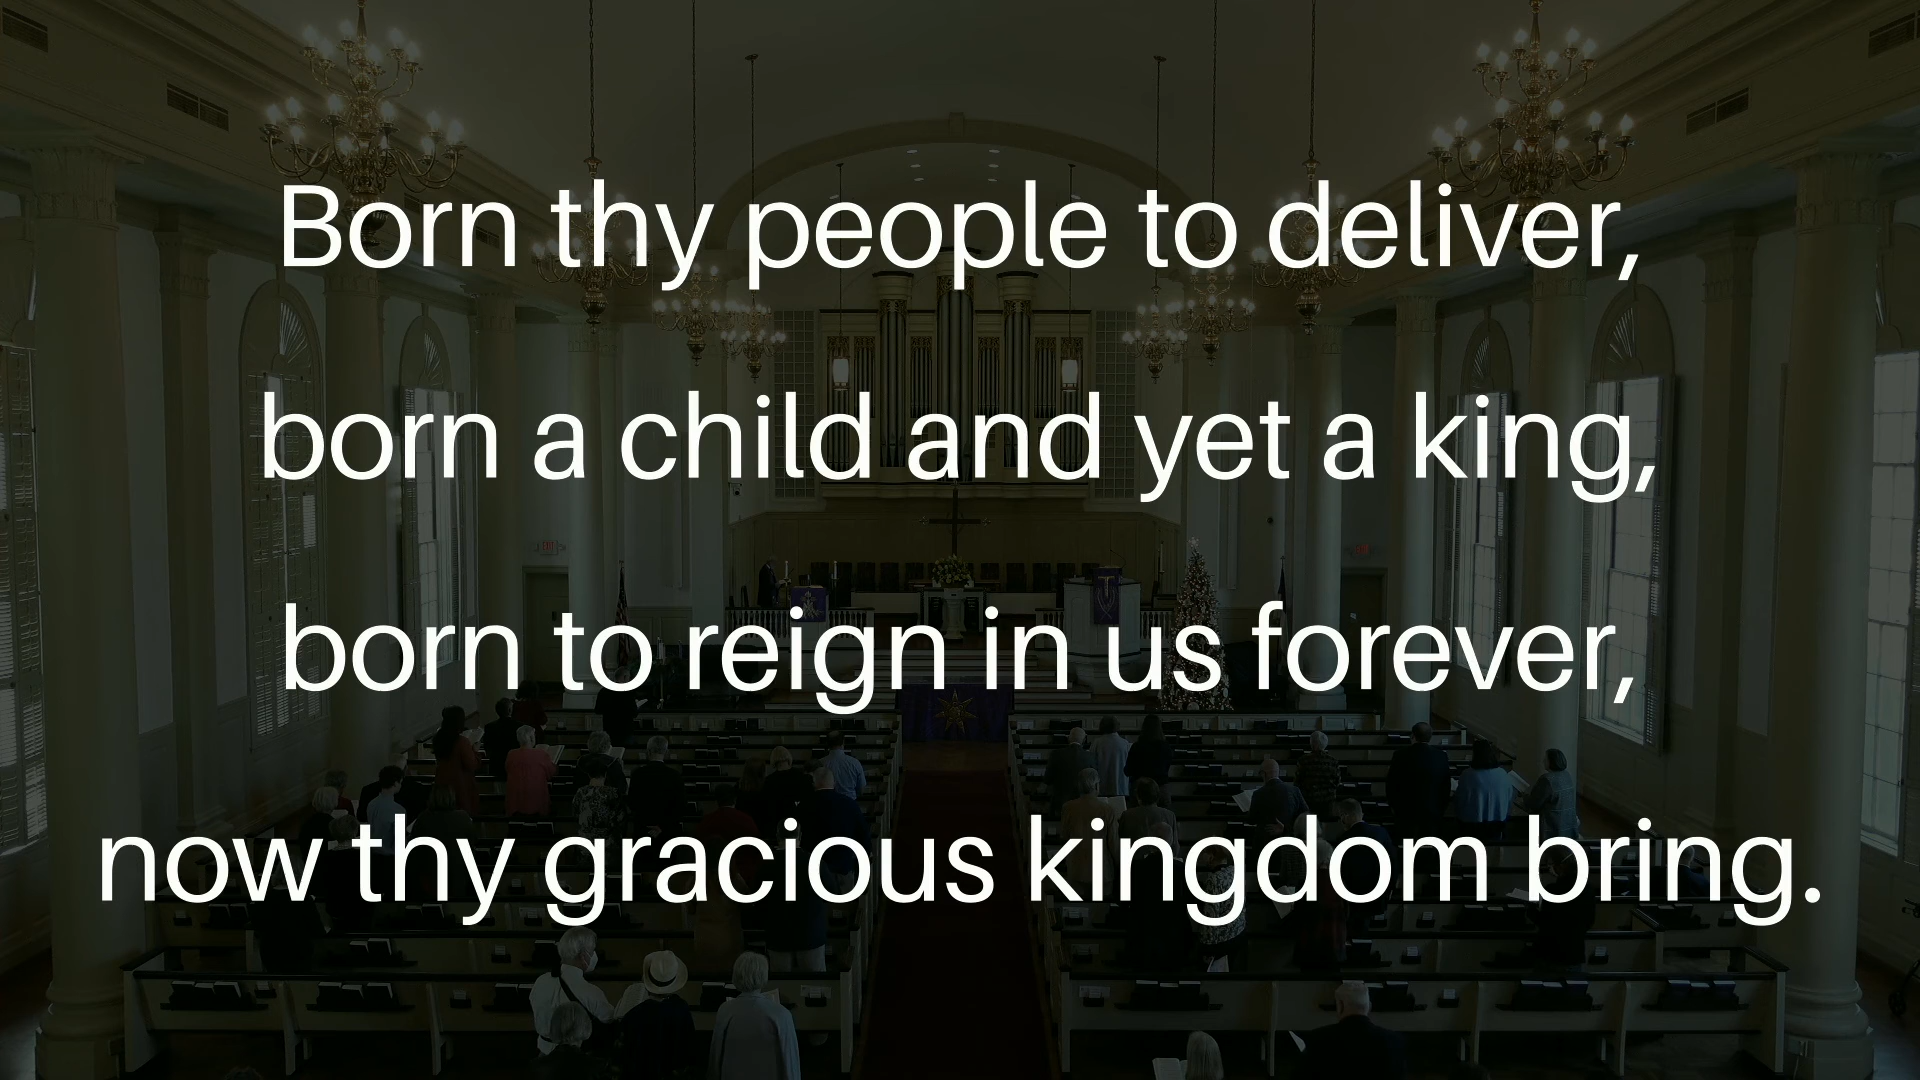 Born thy people to deliver,
born a child and yet a king,
born to reign in us forever,
now thy gracious kingdom bring.